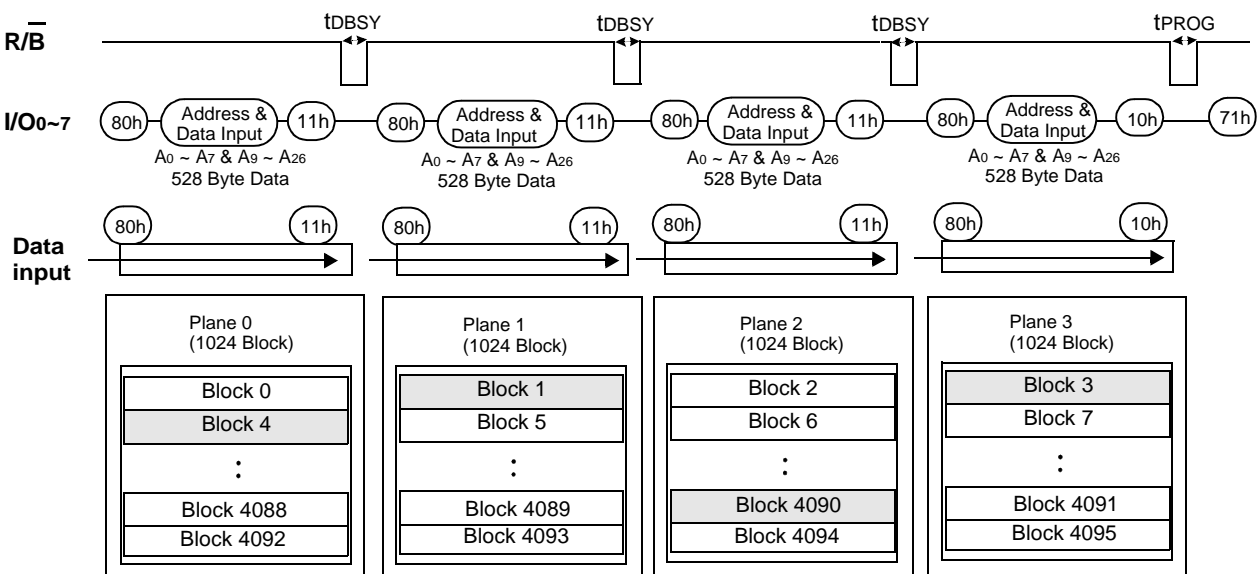 tDBSY tDBSY tDBSY tPROG
R/B
I/O0~7 80h Address & Data Input 11h 80h Address & Data Input 11h 80h Address & Data Input 11h 80h Address & Data Input 10h 71h
A0 ~ A7 & A9 ~ A26 A0 ~ A7 & A9 ~ A26 A0 ~ A7 & A9 ~ A26 A0 ~ A7 & A9 ~ A26
528 Byte Data 528 Byte Data 528 Byte Data 528 Byte Data
80h 11h 80h 11h 80h 11h 80h 10h
Data
input
Plane 0 Plane 1 Plane 2 Plane 3
(1024 Block) (1024 Block) (1024 Block) (1024 Block)
Block 0 Block 1 Block 2 Block 3
Block 4 Block 5 Block 6 Block 7
: : : :
Block 4088 Block 4089 Block 4090 Block 4091
Block 4092 Block 4093 Block 4094 Block 4095